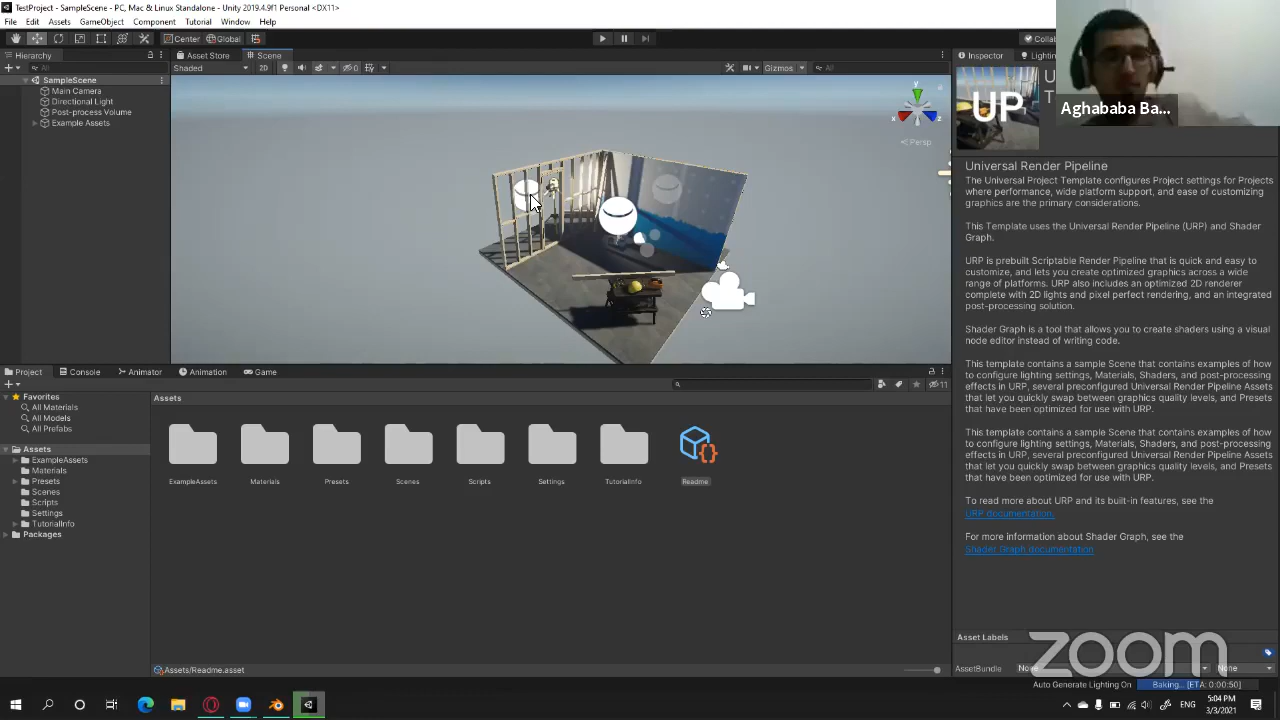 TestProject - SampleScene - PC, Mac & Linux Standalone - Unity 2019.4.9f1 Personal <DX11>
File Edit Assets GameObject Component Tutorial Window Help
Center Global
Hierarchy
All
SampleScene
Main Camera
Directional Light
Post-process Volume
Example Assets
Asset Store Scene
Shaded 2D 0 Gizmos All
y
x z
Persp
Inspector Lighting
UP
Aghababa Ba...
Universal Render Pipeline
The Universal Project Template configures Project settings for Projects
where performance, wide platform support, and ease of customizing
graphics are the primary considerations.
This Template uses the Universal Render Pipeline (URP) and Shader
Graph.
URP is prebuilt Scriptable Render Pipeline that is quick and easy to
customize, and lets you create optimized graphics across a wide
range of platforms. URP also includes an optimized 2D renderer
complete with 2D lights and pixel perfect rendering, and an integrated
post-processing solution.
Shader Graph is a tool that allows you to create shaders using a visual
node editor instead of writing code.
This template contains a sample Scene that contains examples of how
to configure lighting settings, Materials, Shaders, and post-processing
effects in URP, several preconfigured Universal Render Pipeline Assets
that let you quickly swap between graphics quality levels, and Presets
that have been optimized for use with URP.
This template contains a sample Scene that contains examples of how
to configure lighting settings, Materials, Shaders, and post-processing
effects in URP, several preconfigured Universal Render Pipeline Assets
that let you quickly swap between graphics quality levels, and Presets
that have been optimized for use with URP.
To read more about URP and its built-in features, see the
URP documentation.
For more information about Shader Graph, see the
Shader Graph documentation
Project Console Animator Animation Game
11
Favorites
All Materials
All Models
All Prefabs
Assets
ExampleAssets
Materials
Presets
Scenes
Scripts
Settings
TutorialInfo
Packages
Assets
ExampleAssets Materials Presets Scenes Scripts Settings TutorialInfo Readme
Assets/Readme.asset
Asset Labels
AssetBundle None None
zoom
Auto Generate Lighting On Baking... [ETA: 0:00:50]
ENG
5:04 PM
3/3/2021